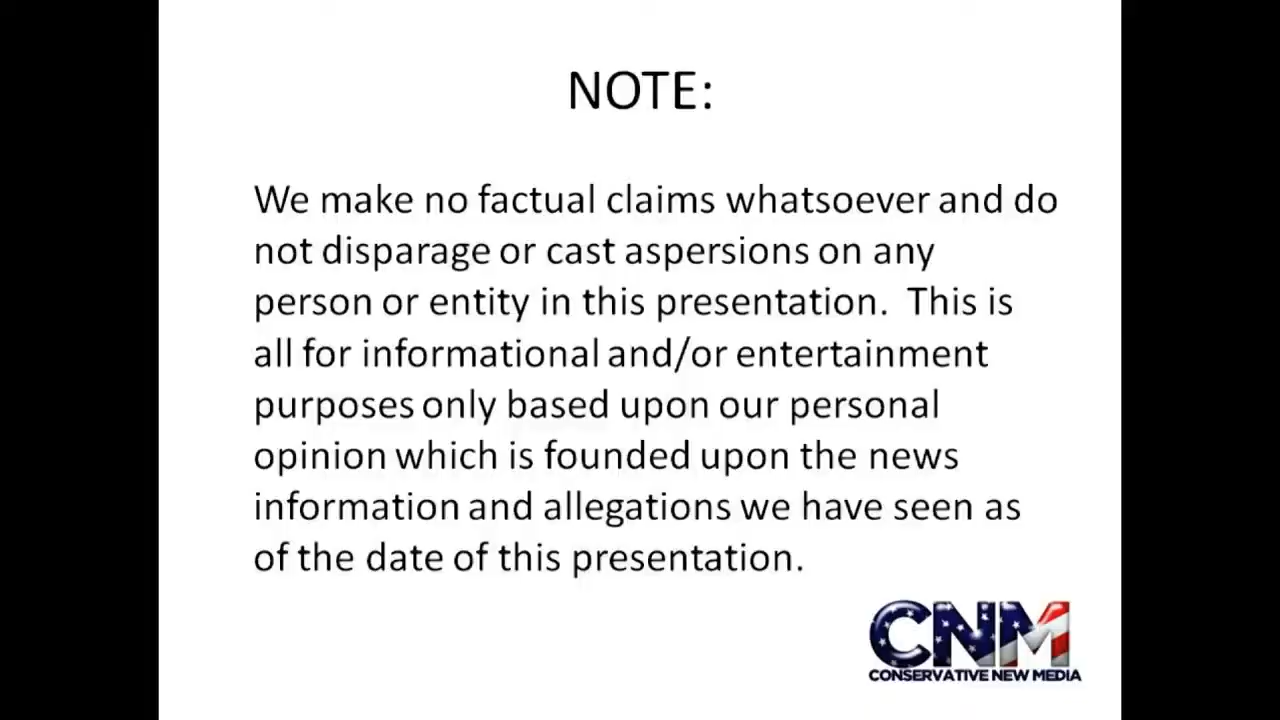 NOTE:
We make no factual claims whatsoever and do
not disparage or cast aspersions on any
person or entity in this presentation.  This is
all for informational and/or entertainment
purposes only based upon our personal
opinion which is founded upon the news
information and allegations we have seen as
of the date of this presentation.
CNM
CONSERVATIVE NEW MEDIA